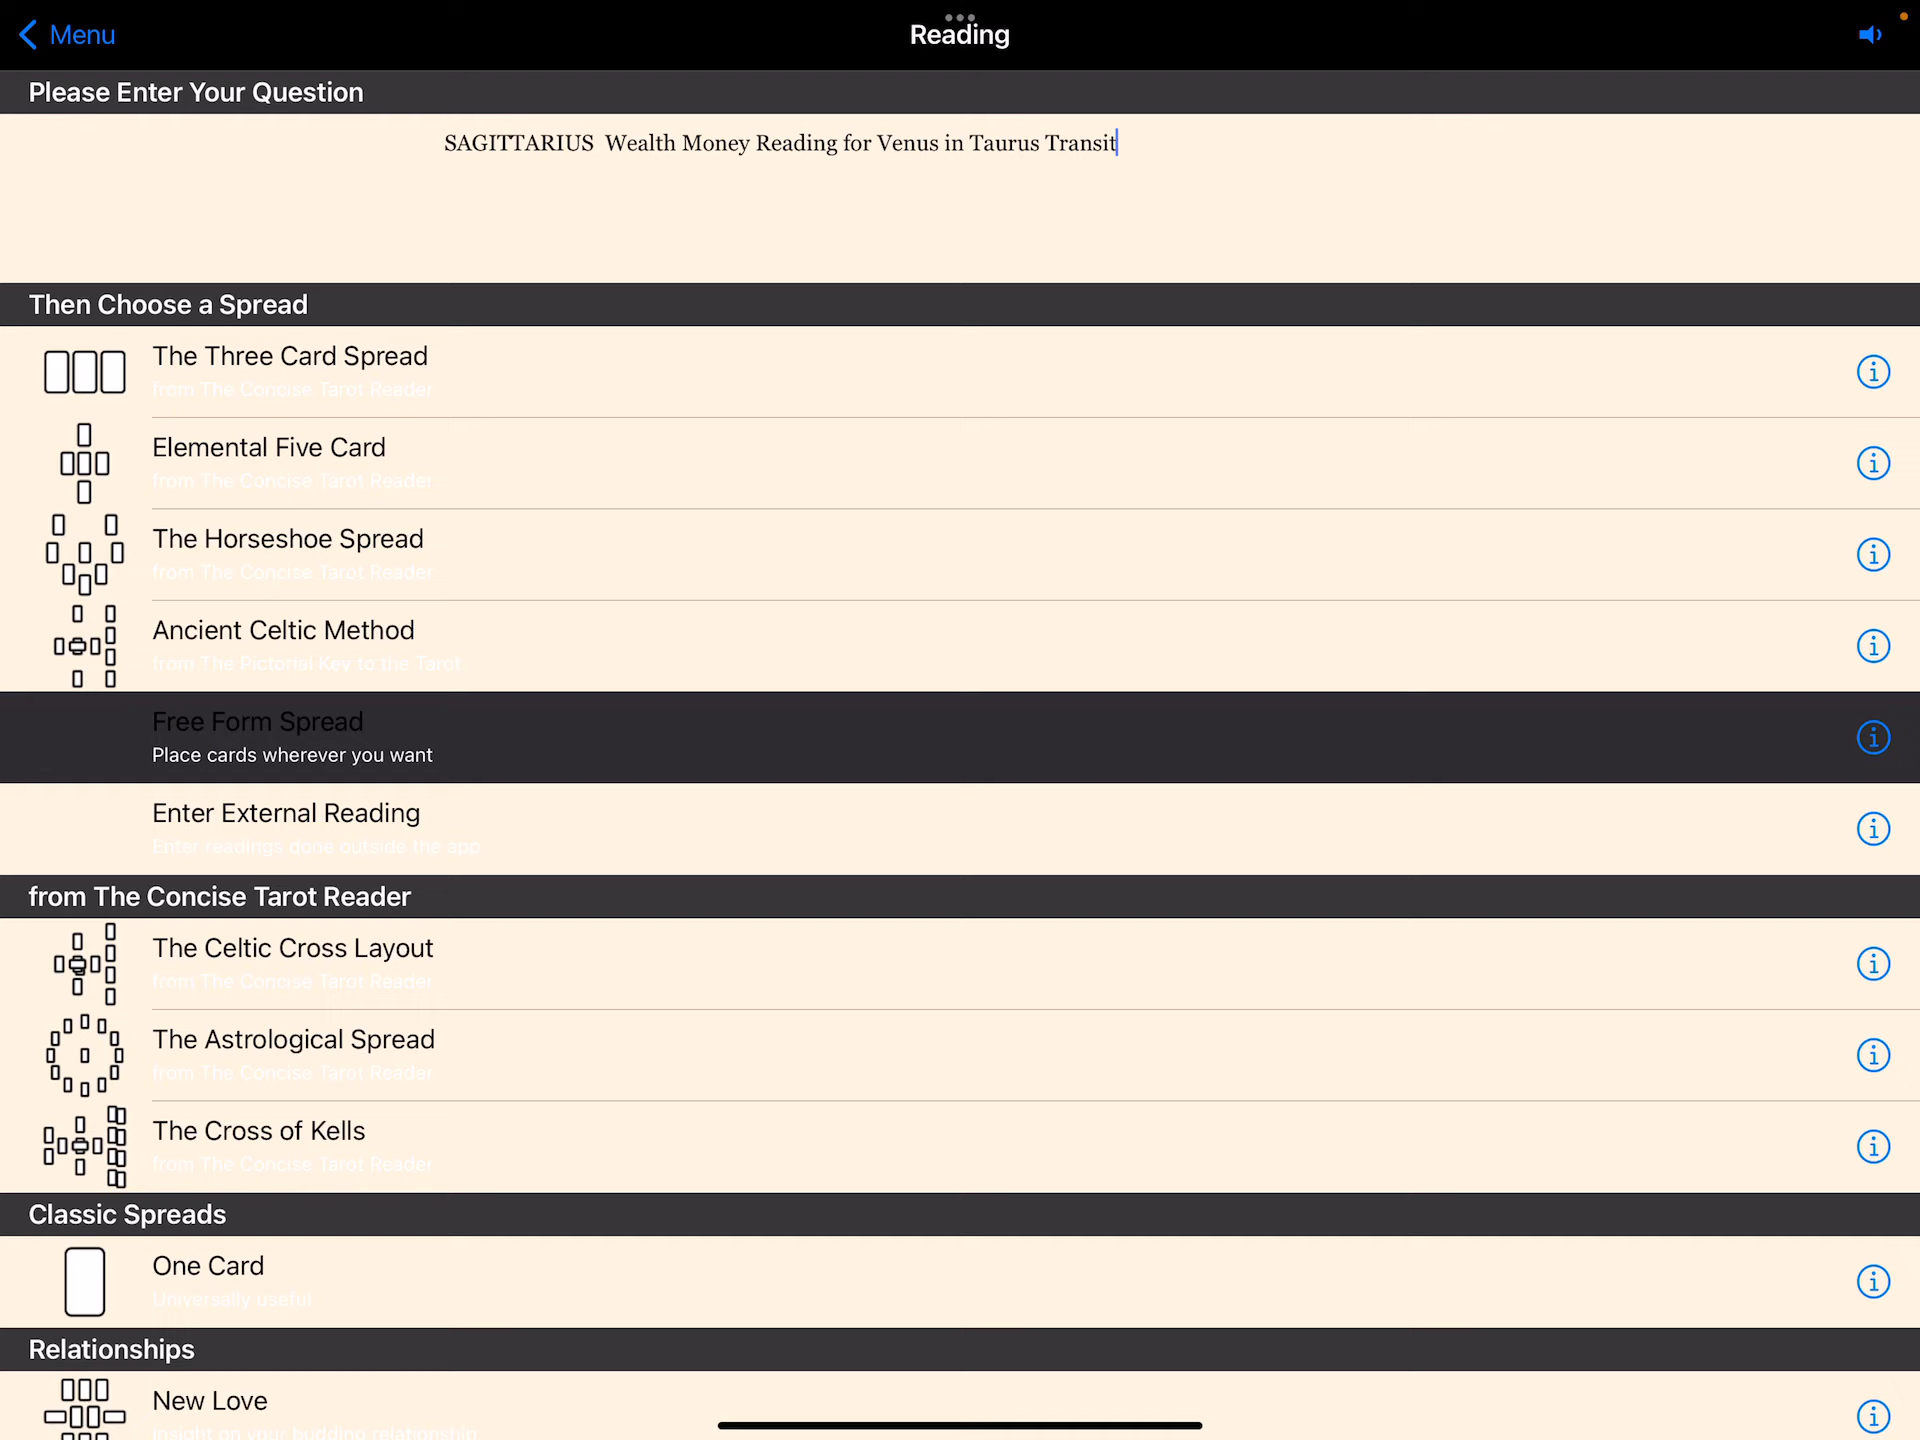 Menu
Reading
Please Enter Your Question
SAGITTARIUS  Wealth Money Reading for Venus in Taurus Transit
Then Choose a Spread
The Three Card Spread
from The Concise Tarot Reader
Elemental Five Card
from The Concise Tarot Reader
The Horseshoe Spread
from The Concise Tarot Reader
Ancient Celtic Method
from The Pictorial Key to the Tarot
Free Form Spread
Place cards wherever you want
Enter External Reading
Enter readings done outside the app
from The Concise Tarot Reader
The Celtic Cross Layout
from The Concise Tarot Reader
The Astrological Spread
from The Concise Tarot Reader
The Cross of Kells
from The Concise Tarot Reader
Classic Spreads
One Card
Universally useful
Relationships
New Love
Insight on your budding relationship